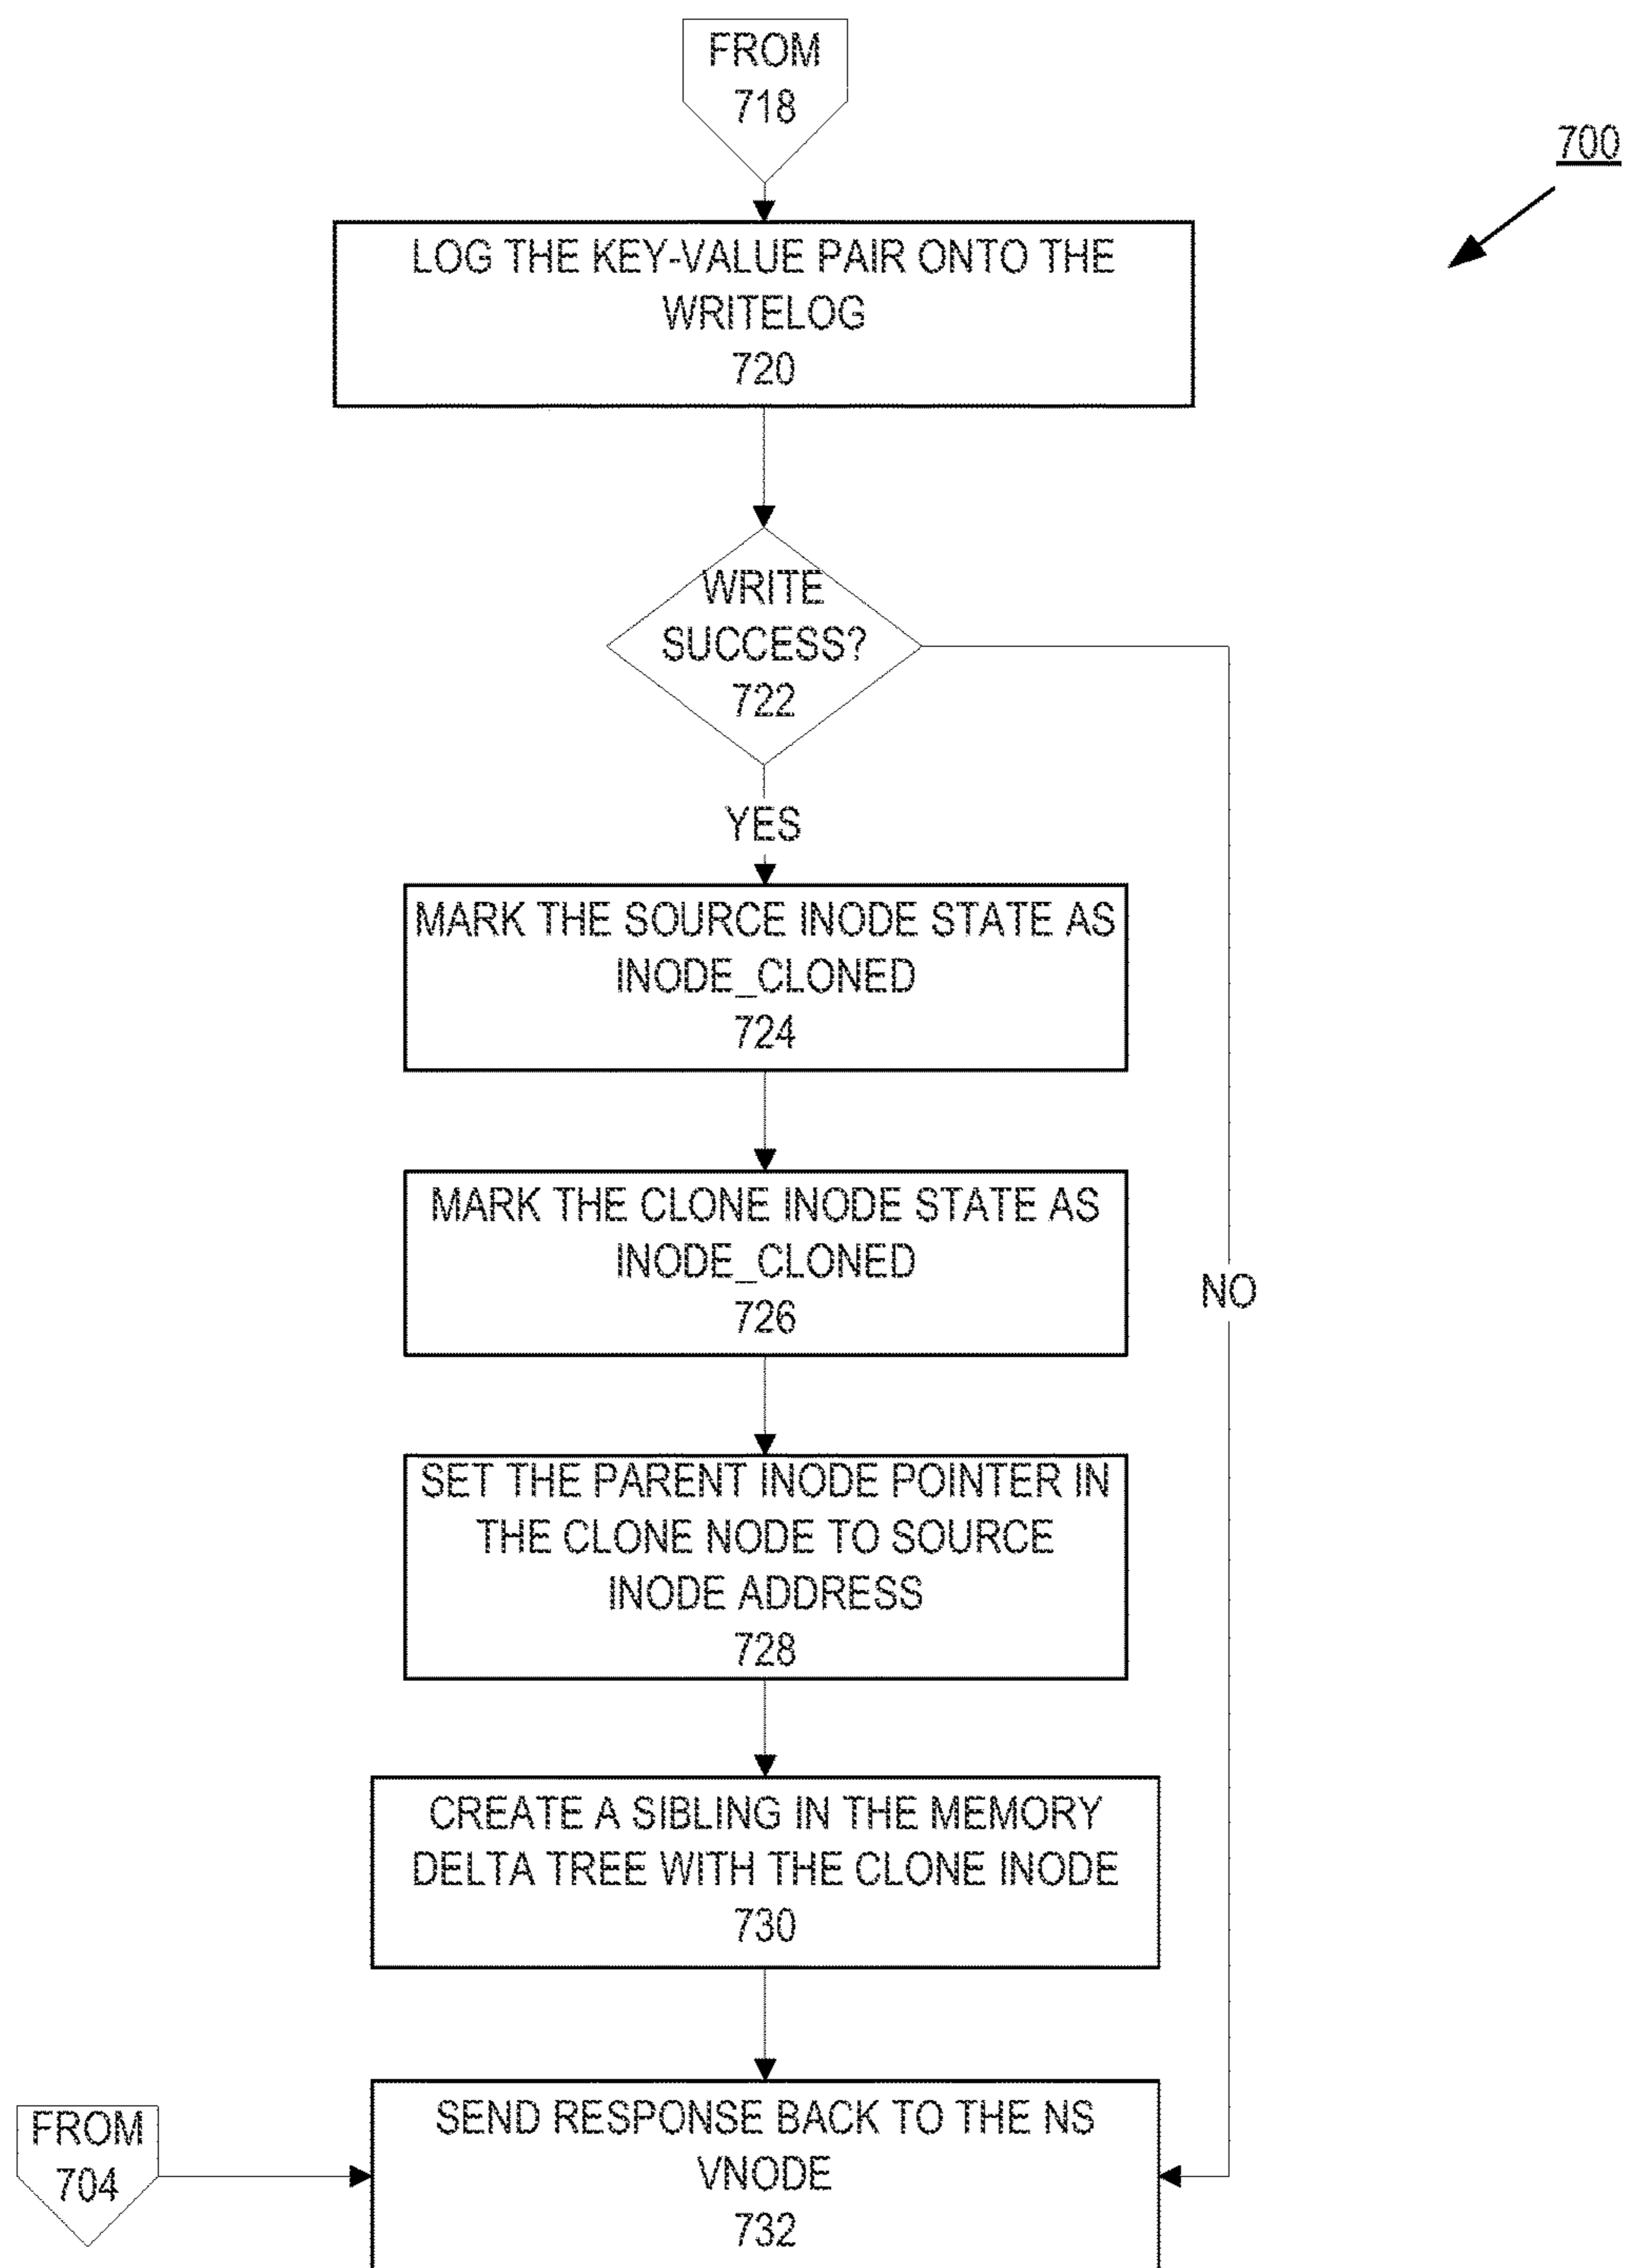 FROM
718
700
LOG THE KEY-VALUE PAIR ONTO THE
WRITELOG
720
WRITE
SUCCESS?
722
YES
MARK THE SOURCE INODE STATE AS
INODE_CLONED
724
MARK THE CLONE INODE STATE AS
INODE_CLONED
726
NO
SET THE PARENT INODE POINTER IN
THE CLONE NODE TO SOURCE
INODE ADDRESS
728
CREATE A SIBLING IN THE MEMORY
DELTA TREE WITH THE CLONE INODE
730
FROM
704
SEND RESPONSE BACK TO THE NS
VNODE
732